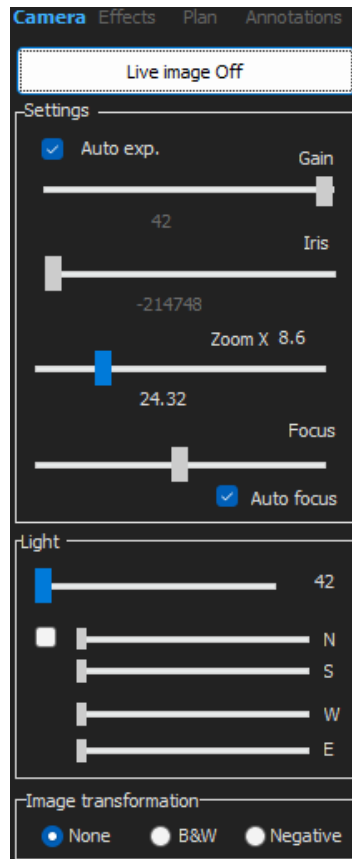 Camera Effects Plan Annotations
Live image Off
Settings
Auto exp.
Gain
42
Iris
-214748
Zoom X 8.6
24.32
Focus
Auto focus
Light
42
N
S
W
E
Image transformation
None B&W Negative